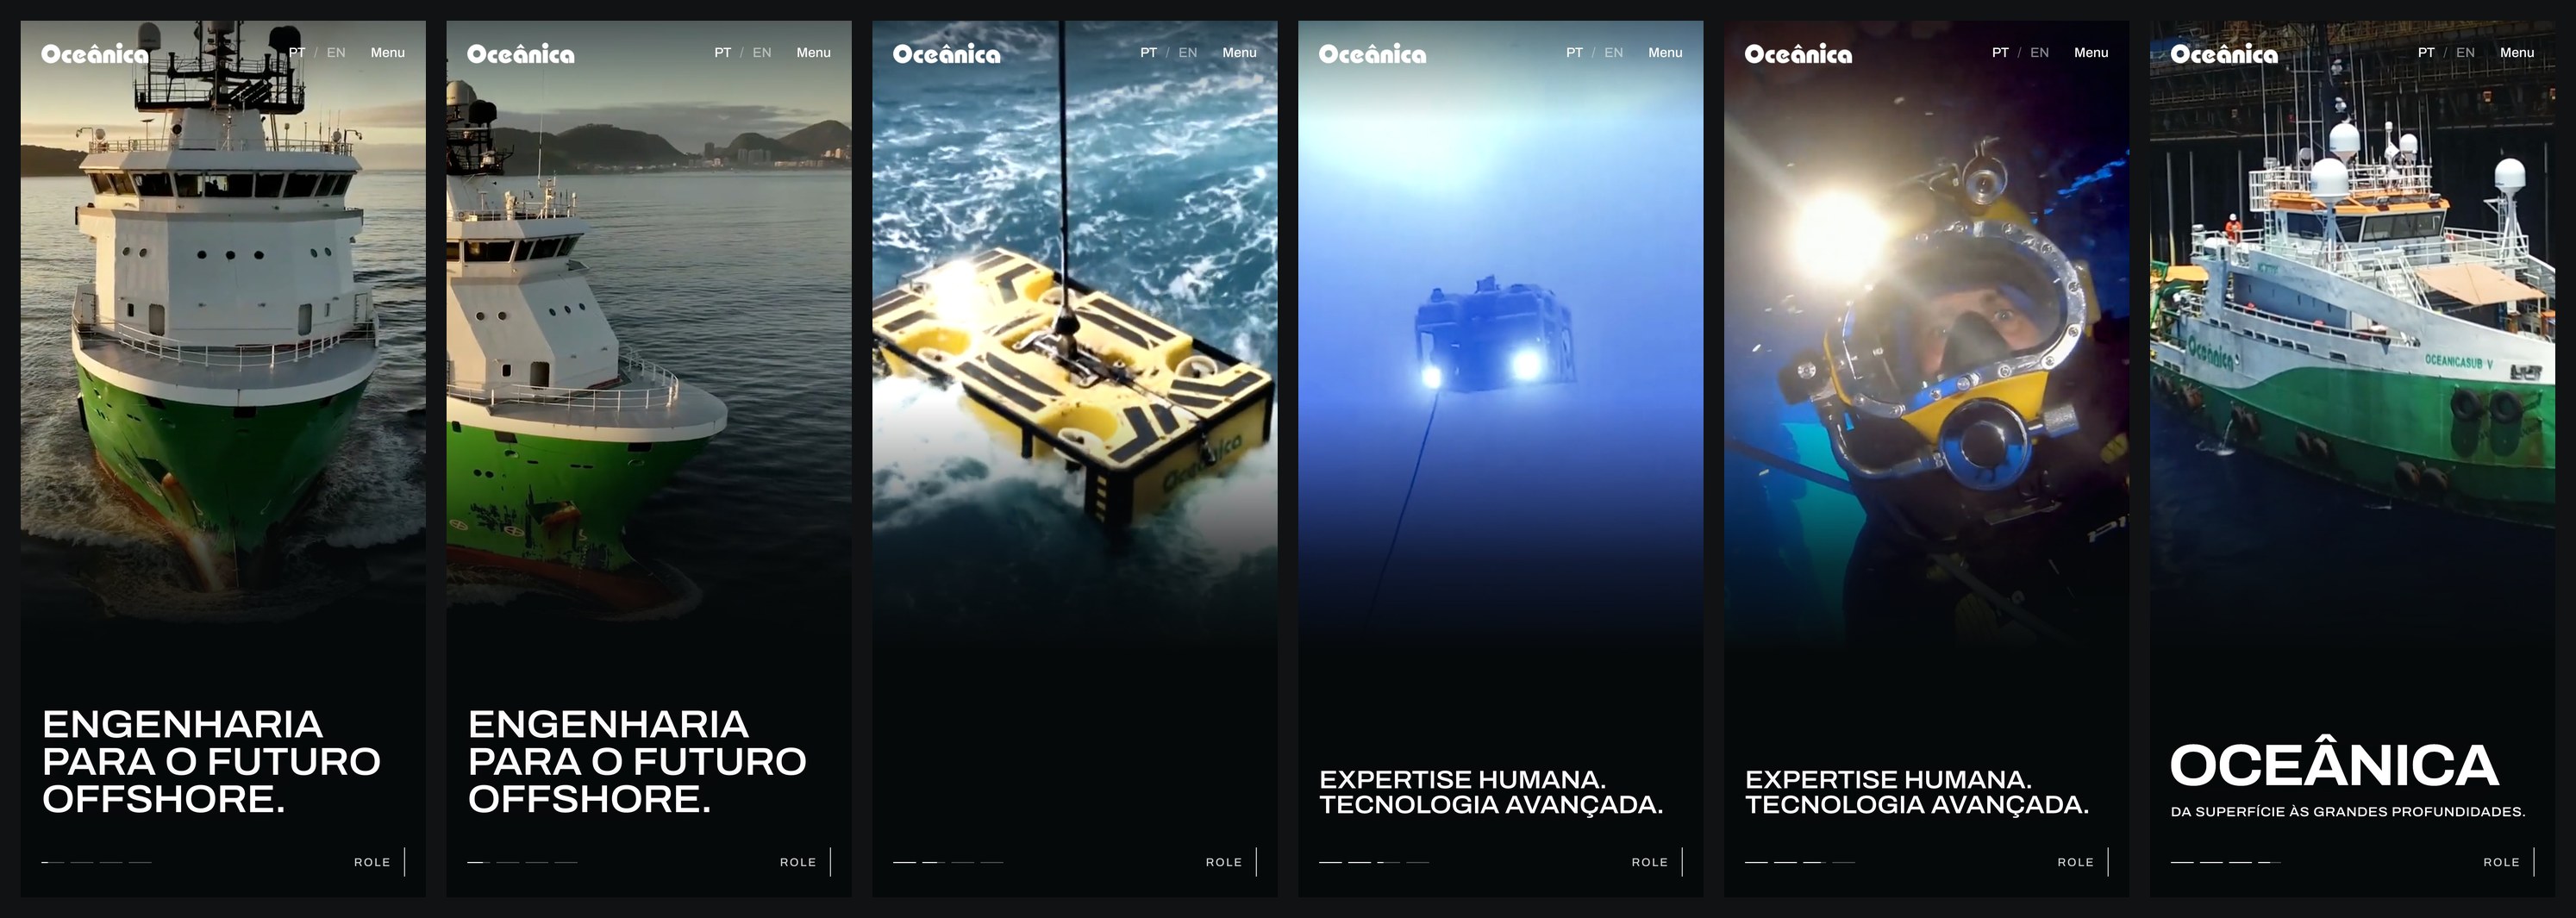 Oceânica
PT / EN Menu
ENGENHARIA
PARA O FUTURO
OFFSHORE.
ROLE
Oceânica
PT / EN Menu
ENGENHARIA
PARA O FUTURO
OFFSHORE.
ROLE
Oceânica
PT / EN Menu
Oceânica
ROLE
Oceânica
PT / EN Menu
EXPERTISE HUMANA.
TECNOLOGIA AVANÇADA.
ROLE
Oceânica
PT / EN Menu
EXPERTISE HUMANA.
TECNOLOGIA AVANÇADA.
ROLE
Oceânica
PT / EN Menu
Oceânica
OCEANICASUB V
OCEÂNICA
DA SUPERFÍCIE ÀS GRANDES PROFUNDIDADES.
ROLE